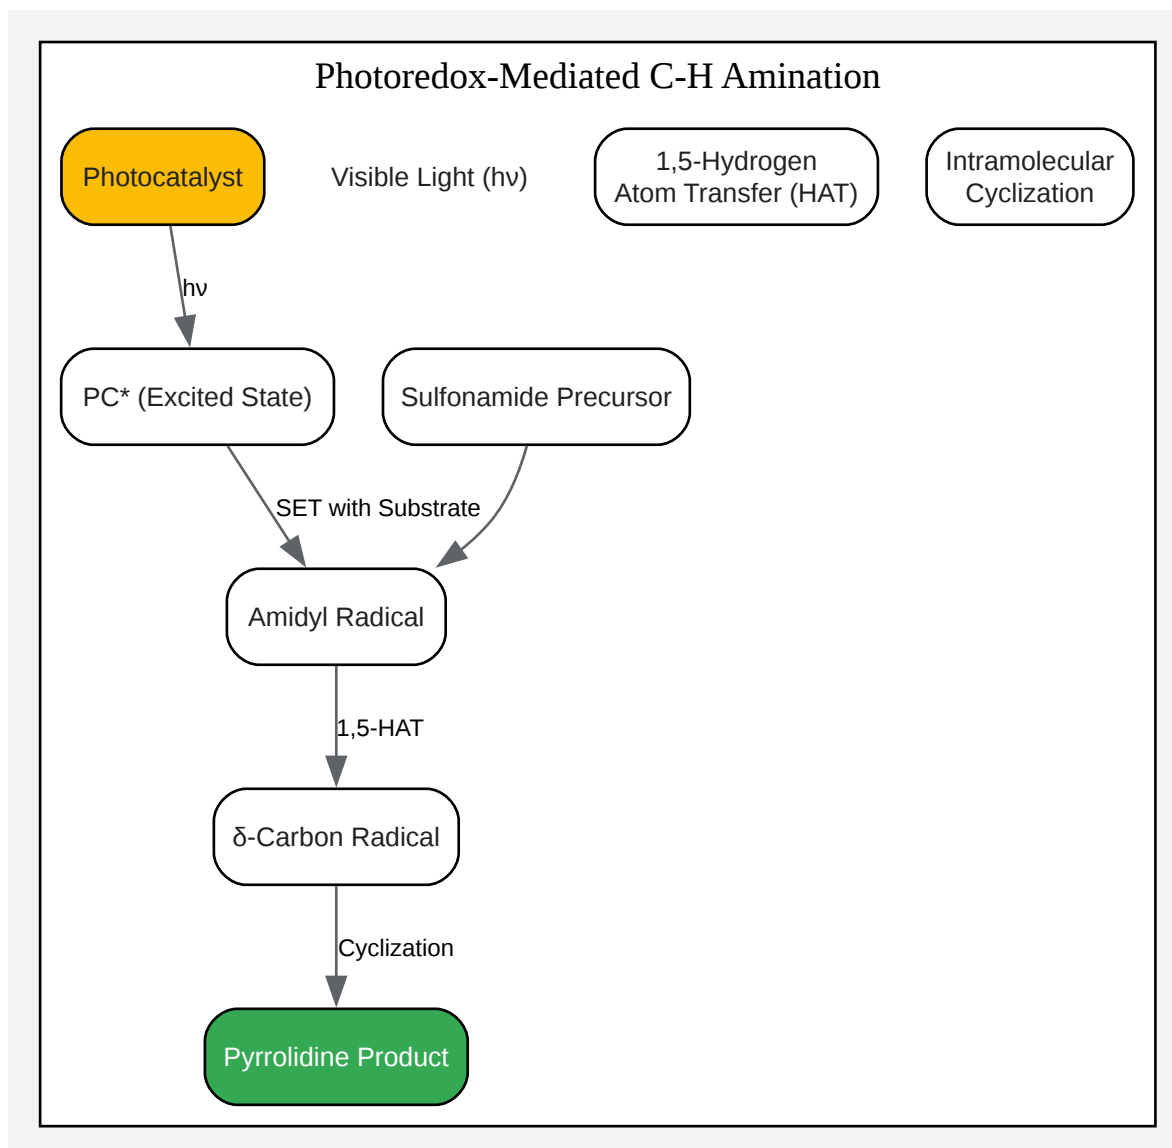 Photoredox-Mediated C-H Amination
Photocatalyst
Visible Light (hν)
1,5-Hydrogen
Atom Transfer (HAT)
Intramolecular
Cyclization
hν
PC* (Excited State)
Sulfonamide Precursor
SET with Substrate
Amidyl Radical
1,5-HAT
δ-Carbon Radical
Cyclization
Pyrrolidine Product